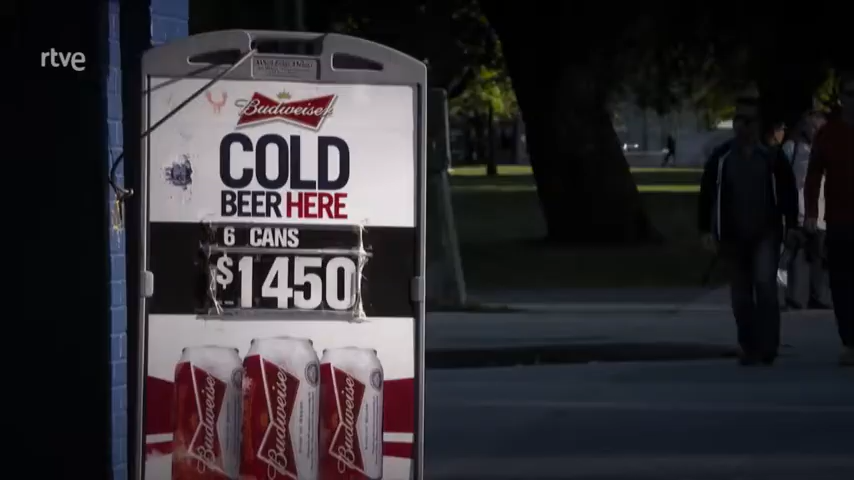 rtve
Budweiser
COLD
BEER HERE
6 CANS
$1450
Budweiser
Budweiser
Budweiser